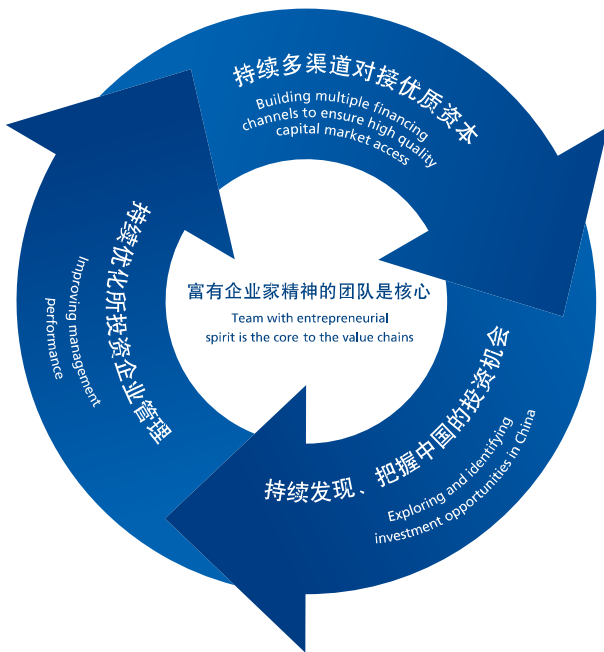 持续多渠道对接优质资本
Building multiple financing
channels to ensure high quality
capital market access
持续优化所投资企业管理
Improving management
performance
富有企业家精神的团队是核心
Team with entrepreneurial
spirit is the core to the value chains
持续发现、把握中国的投资机会
Exploring and identifying
investment opportunities in China